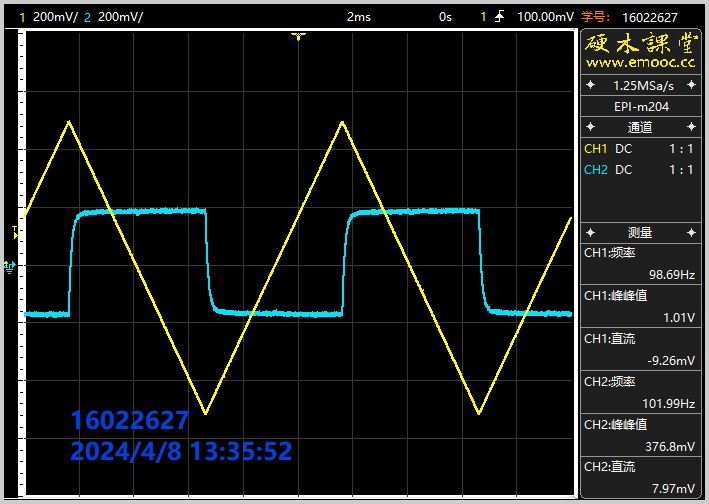 1 200mV/ 2 200mV/ 2ms 0s 1 100.00mV 学号: 16022627
硬木課堂
www.emooc.cc
1.25MSa/s
EPI-m204
通道
CH1 DC 1 : 1
CH2 DC 1 : 1
测量
CH1:频率
98.69Hz
CH1:峰峰值
1.01V
CH1:直流
-9.26mV
CH2:频率
101.99Hz
CH2:峰峰值
376.8mV
CH2:直流
7.97mV
T
16022627
2024/4/8 13:35:52